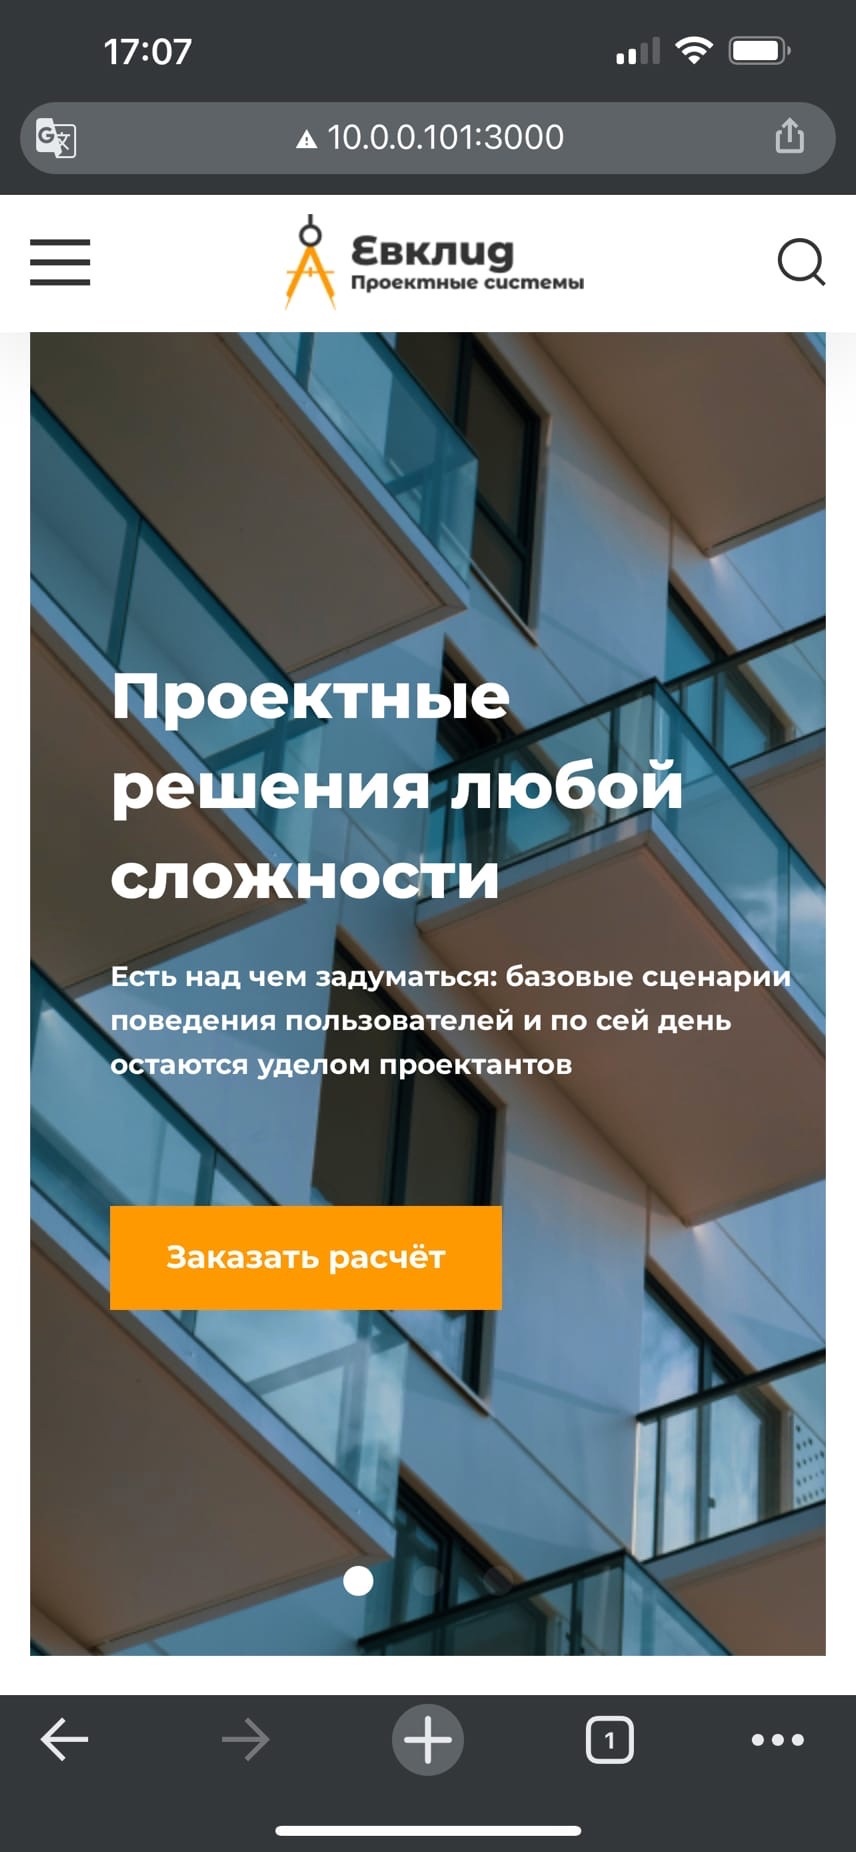 17:07
10.0.0.101:3000
Евклид
Проектные системы
Проектные
решения любой
сложности
Есть над чем задуматься: базовые сценарии
поведения пользователей и по сей день
остаются уделом проектантов
Заказать расчёт
1